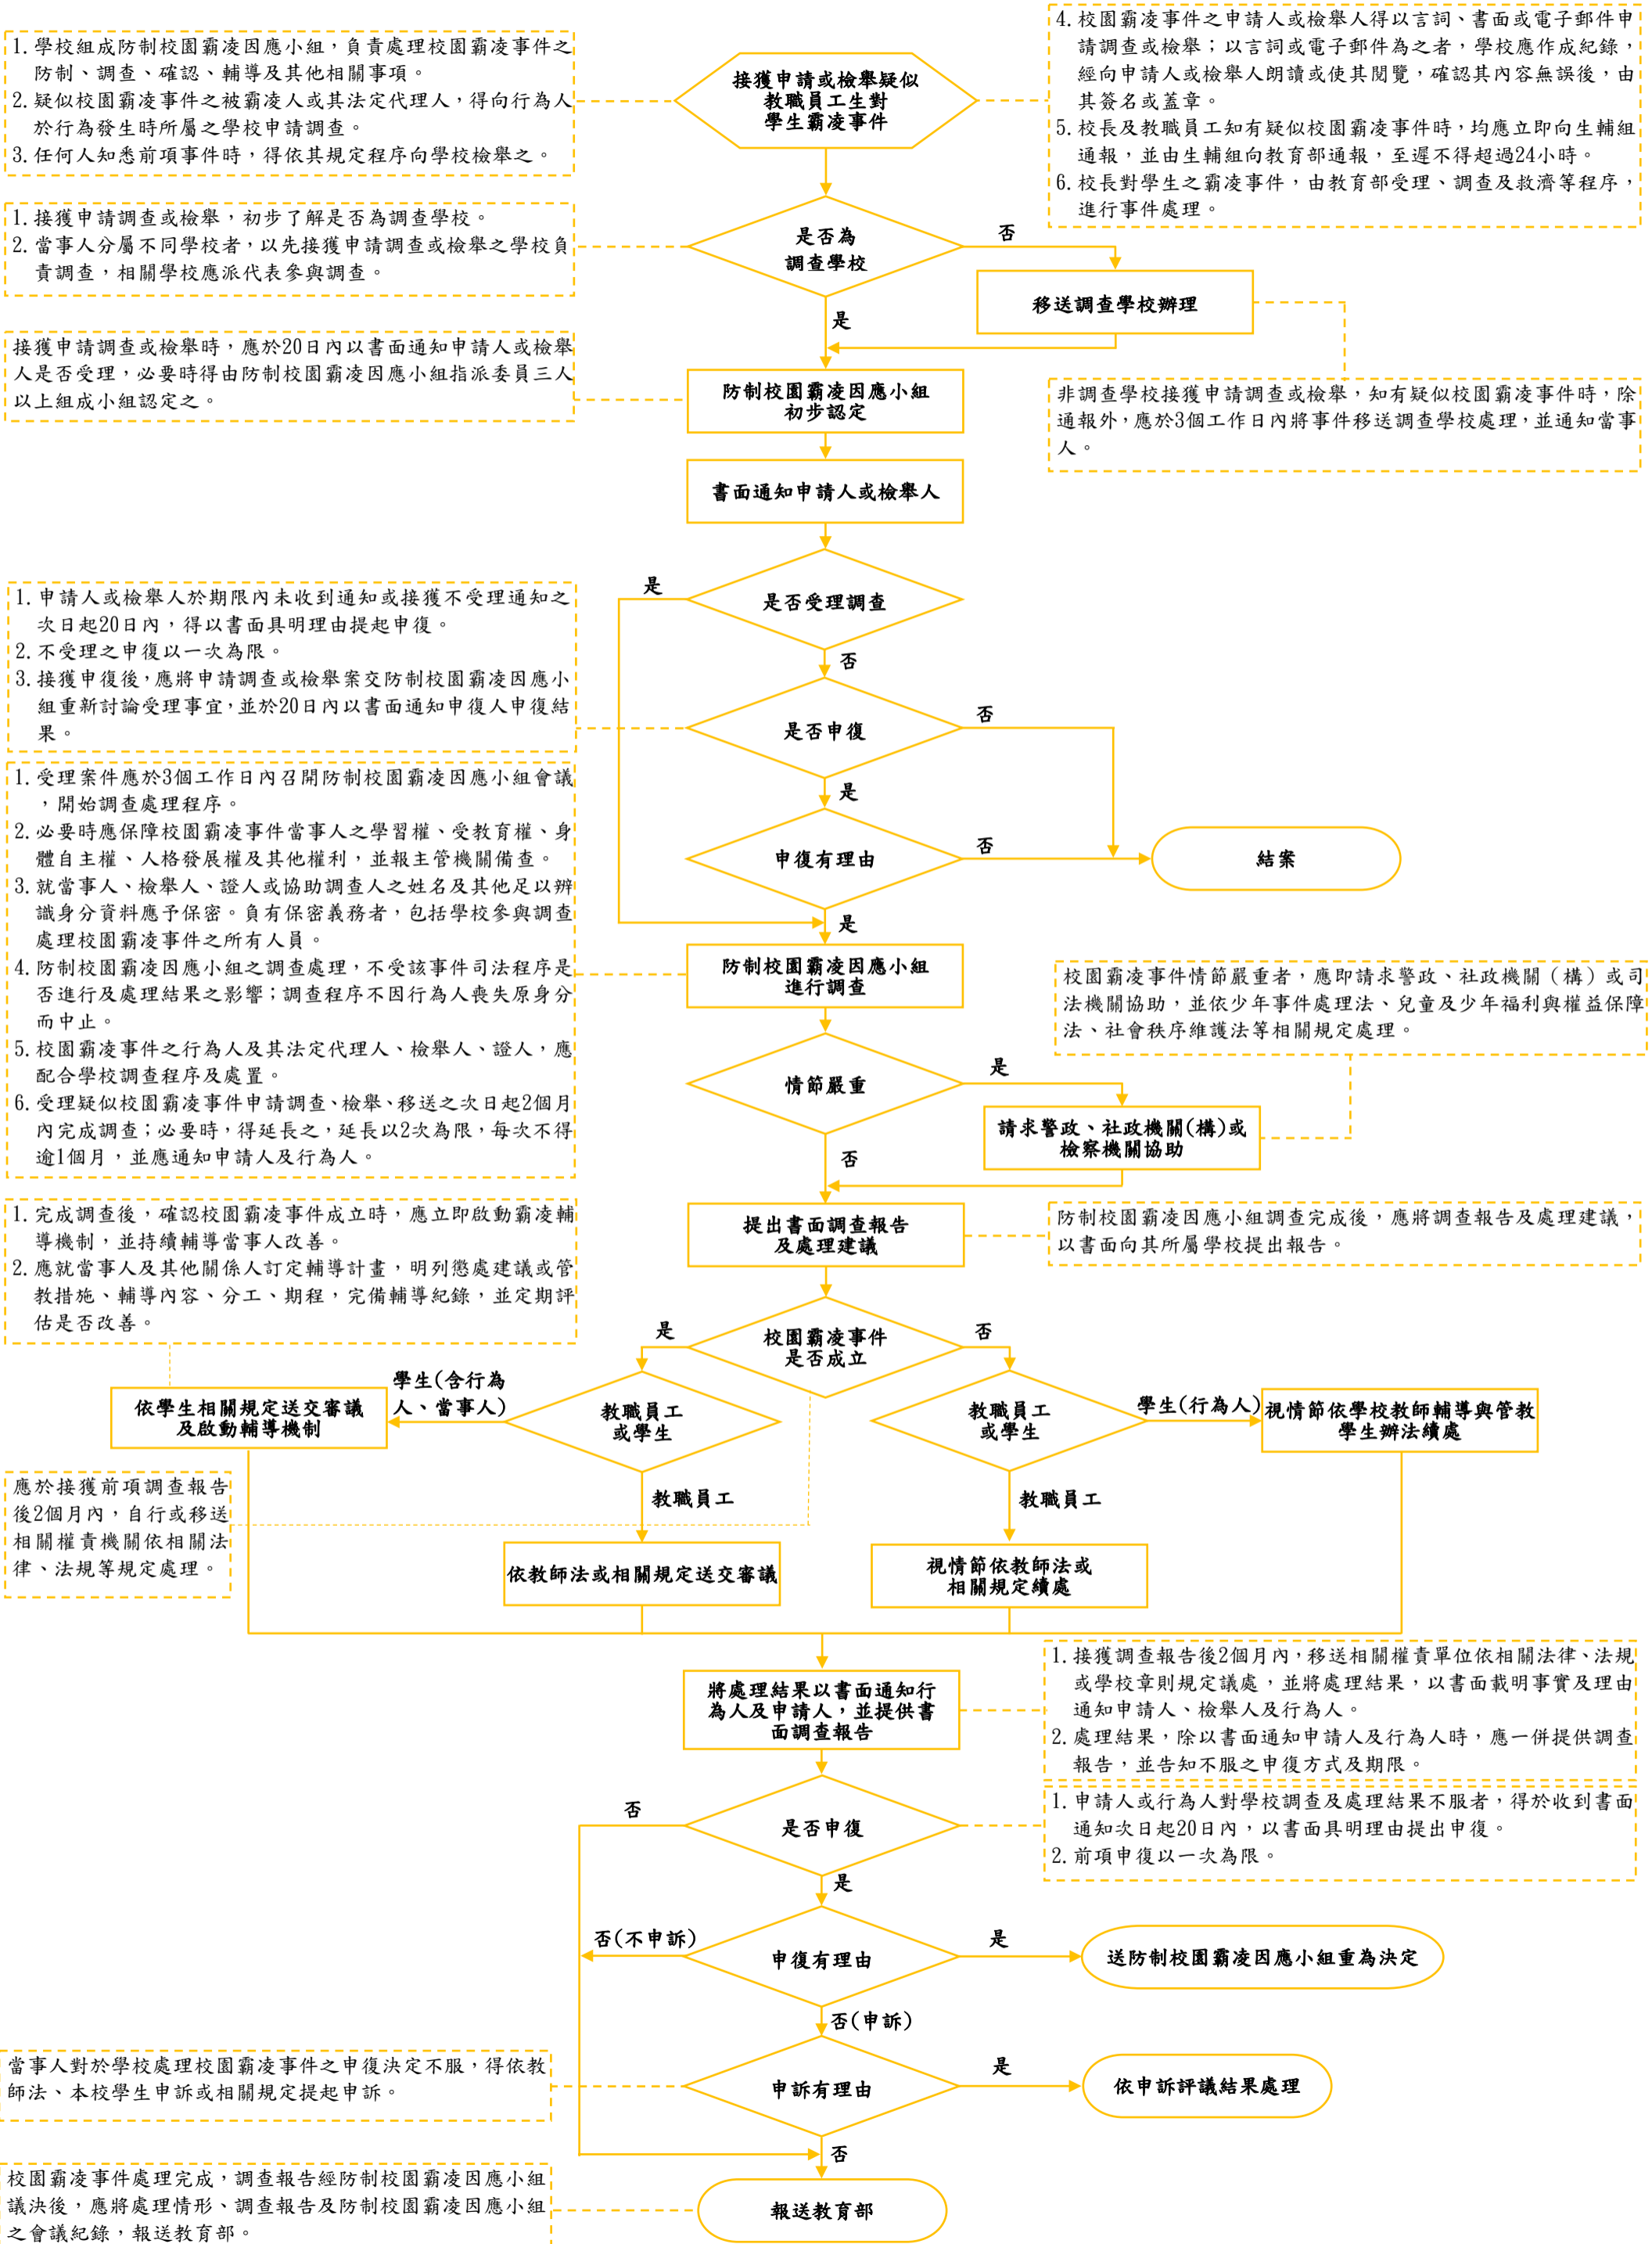 1. 學校組成防制校園霸凌因應小組，負責處理校園霸凌事件之
防制、調查、確認、輔導及其他相關事項。
2. 疑似校園霸凌事件之被霸凌人或其法定代理人，得向行為人
於行為發生時所屬之學校申請調查。
3. 任何人知悉前項事件時，得依其規定程序向學校檢舉之。
接獲申請或檢舉疑似
教職員工生對
學生霸凌事件
4. 校園霸凌事件之申請人或檢舉人得以言詞、書面或電子郵件申
請調查或檢舉；以言詞或電子郵件為之者，學校應作成紀錄，
經向申請人或檢舉人朗讀或使其閱覽，確認其內容無誤後，由
其簽名或蓋章。
5. 校長及教職員工知有疑似校園霸凌事件時，均應立即向生輔組
通報，並由生輔組向教育部通報，至遲不得超過24小時。
6. 校長對學生之霸凌事件，由教育部受理、調查及救濟等程序，
進行事件處理。
1. 接獲申請調查或檢舉，初步了解是否為調查學校。
2. 當事人分屬不同學校者，以先接獲申請調查或檢舉之學校負
責調查，相關學校應派代表參與調查。
是否為
調查學校
否
移送調查學校辦理
是
接獲申請調查或檢舉時，應於20日內以書面通知申請人或檢舉
人是否受理，必要時得由防制校園霸凌因應小組指派委員三人
以上組成小組認定之。
防制校園霸凌因應小組
初步認定
非調查學校接獲申請調查或檢舉，知有疑似校園霸凌事件時，除
通報外，應於3個工作日內將事件移送調查學校處理，並通知當事
人。
書面通知申請人或檢舉人
是
是否受理調查
否
1. 申請人或檢舉人於期限內未收到通知或接獲不受理通知之
次日起20日內，得以書面具明理由提起申復。
2. 不受理之申復以一次為限。
3. 接獲申復後，應將申請調查或檢舉案交防制校園霸凌因應小
組重新討論受理事宜，並於20日內以書面通知申復人申復結
果。
是否申復
否
是
申復有理由
否
結案
是
1. 受理案件應於3個工作日內召開防制校園霸凌因應小組會議
，開始調查處理程序。
2. 必要時應保障校園霸凌事件當事人之學習權、受教育權、身
體自主權、人格發展權及其他權利，並報主管機關備查。
3. 就當事人、檢舉人、證人或協助調查人之姓名及其他足以辨
識身分資料應予保密。負有保密義務者，包括學校參與調查
處理校園霸凌事件之所有人員。
4. 防制校園霸凌因應小組之調查處理，不受該事件司法程序是
否進行及處理結果之影響；調查程序不因行為人喪失原身分
而中止。
5. 校園霸凌事件之行為人及其法定代理人、檢舉人、證人，應
配合學校調查程序及處置。
6. 受理疑似校園霸凌事件申請調查、檢舉、移送之次日起2個月
內完成調查；必要時，得延長之，延長以2次為限，每次不得
逾1個月，並應通知申請人及行為人。
防制校園霸凌因應小組
進行調查
校園霸凌事件情節嚴重者，應即請求警政、社政機關（構）或司
法機關協助，並依少年事件處理法、兒童及少年福利與權益保障
法、社會秩序維護法等相關規定處理。
情節嚴重
是
請求警政、社政機關(構)或
檢察機關協助
否
提出書面調查報告
及處理建議
防制校園霸凌因應小組調查完成後，應將調查報告及處理建議，
以書面向其所屬學校提出報告。
1. 完成調查後，確認校園霸凌事件成立時，應立即啟動霸凌輔
導機制，並持續輔導當事人改善。
2. 應就當事人及其他關係人訂定輔導計畫，明列懲處建議或管
教措施、輔導內容、分工、期程，完備輔導紀錄，並定期評
估是否改善。
是
校園霸凌事件
是否成立
否
依學生相關規定送交審議
及啟動輔導機制
學生(含行為
人、當事人)
教職員工
或學生
教職員工
或學生
學生(行為人)
視情節依學校教師輔導與管教
學生辦法續處
應於接獲前項調查報告
後2個月內，自行或移送
相關權責機關依相關法
律、法規等規定處理。
教職員工
教職員工
依教師法或相關規定送交審議
視情節依教師法或
相關規定續處
將處理結果以書面通知行
為人及申請人，並提供書
面調查報告
1. 接獲調查報告後2個月內，移送相關權責單位依相關法律、法規
或學校章則規定議處，並將處理結果，以書面載明事實及理由
通知申請人、檢舉人及行為人。
2. 處理結果，除以書面通知申請人及行為人時，應一併提供調查
報告，並告知不服之申復方式及期限。
否
是否申復
是
1. 申請人或行為人對學校調查及處理結果不服者，得於收到書面
通知次日起20日內，以書面具明理由提出申復。
2. 前項申復以一次為限。
否(不申訴)
申復有理由
是
送防制校園霸凌因應小組重為決定
否(申訴)
當事人對於學校處理校園霸凌事件之申復決定不服，得依教
師法、本校學生申訴或相關規定提起申訴。
申訴有理由
是
依申訴評議結果處理
否
校園霸凌事件處理完成，調查報告經防制校園霸凌因應小組
議決後，應將處理情形、調查報告及防制校園霸凌因應小組
之會議紀錄，報送教育部。
報送教育部